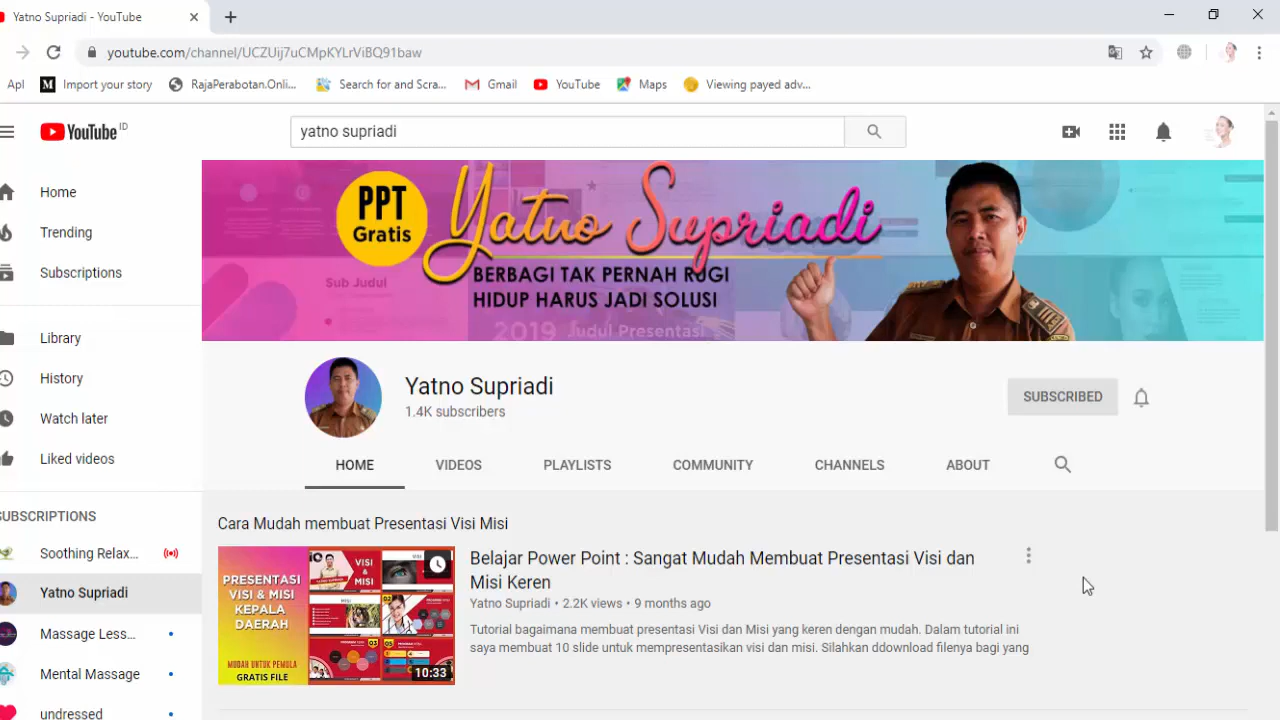 Yatno Supriadi - YouTube
youtube.com/channel/UCZUij7uCMpKYLrViBQ91baw
Apl
Import your story
RajaPerabotan.Onli...
Search for and Scra...
Gmail
YouTube
Maps
Viewing payed adv...
YouTube ID
yatno supriadi
Home
Trending
Subscriptions
Library
History
Watch later
Liked videos
SUBSCRIPTIONS
Soothing Relax...
Yatno Supriadi
Massage Less...
Mental Massage
undressed
PPT
Gratis
Yatno Supriadi
BERBAGI TAK PERNAH RUGI
HIDUP HARUS JADI SOLUSI
Sub Judul
2019 Judul Presentasi
Yatno Supriadi
1.4K subscribers
SUBSCRIBED
HOME
VIDEOS
PLAYLISTS
COMMUNITY
CHANNELS
ABOUT
Cara Mudah membuat Presentasi Visi Misi
PRESENTASI
VISI & MISI
KEPALA
DAERAH
MUDAH UNTUK PEMULA
GRATIS FILE
VISI
&
MISI
10:33
Belajar Power Point : Sangat Mudah Membuat Presentasi Visi dan
Misi Keren
Yatno Supriadi • 2.2K views • 9 months ago
Tutorial bagaimana membuat presentasi Visi dan Misi yang keren dengan mudah. Dalam tutorial ini
saya membuat 10 slide untuk mempresentasikan visi dan misi. Silahkan ddownload filenya bagi yang